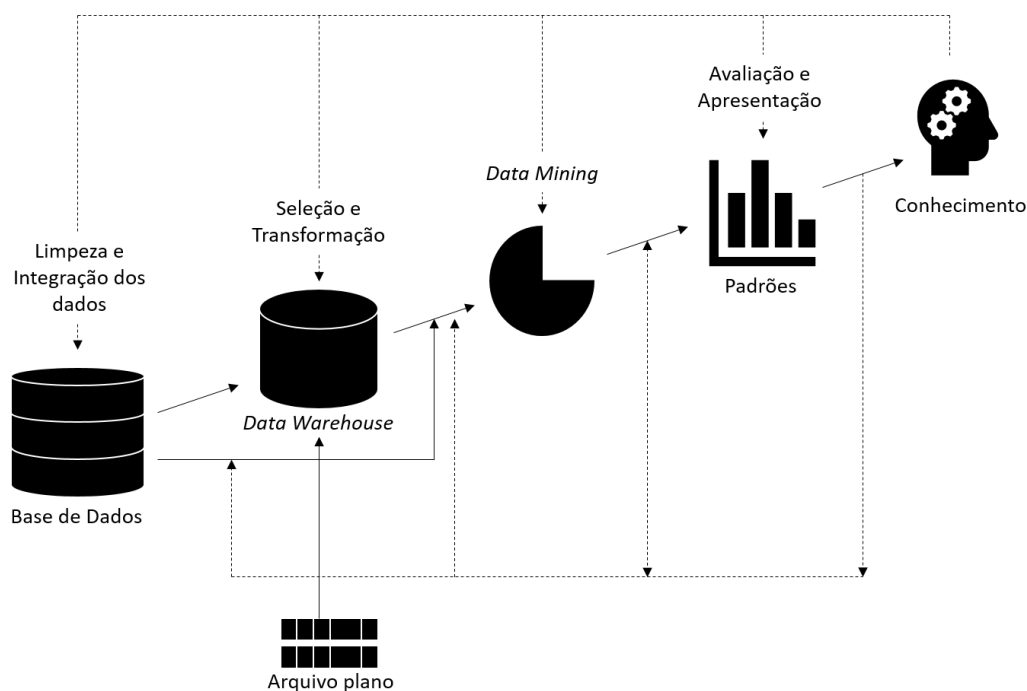 Avaliação e
Apresentação
Data Mining
Conhecimento
Seleção e
Transformação
Limpeza e
Integração dos
dados
Padrões
Data Warehouse
Base de Dados
Arquivo plano